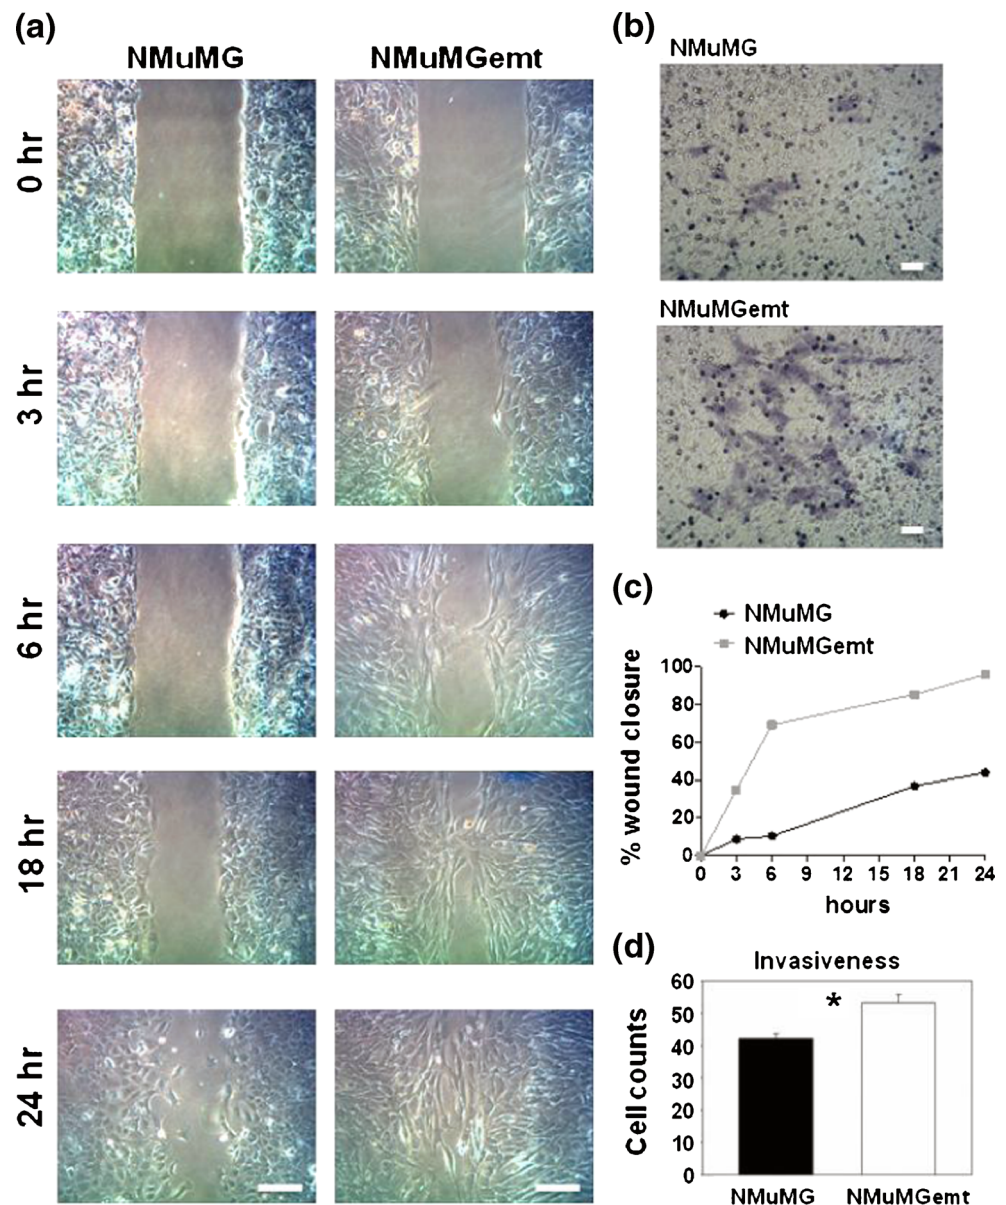 (a)
NMuMG
NMuMGemt
0 hr
3 hr
6 hr
18 hr
24 hr
(b)
NMuMG
NMuMGemt
(c)
NMuMG
NMuMGemt
% wound closure
100
80
60
40
20
0
0 3 6 9 12 15 18 21 24
hours
(d)
Invasiveness
*
Cell counts
60
50
40
30
20
10
0
NMuMG NMuMGemt